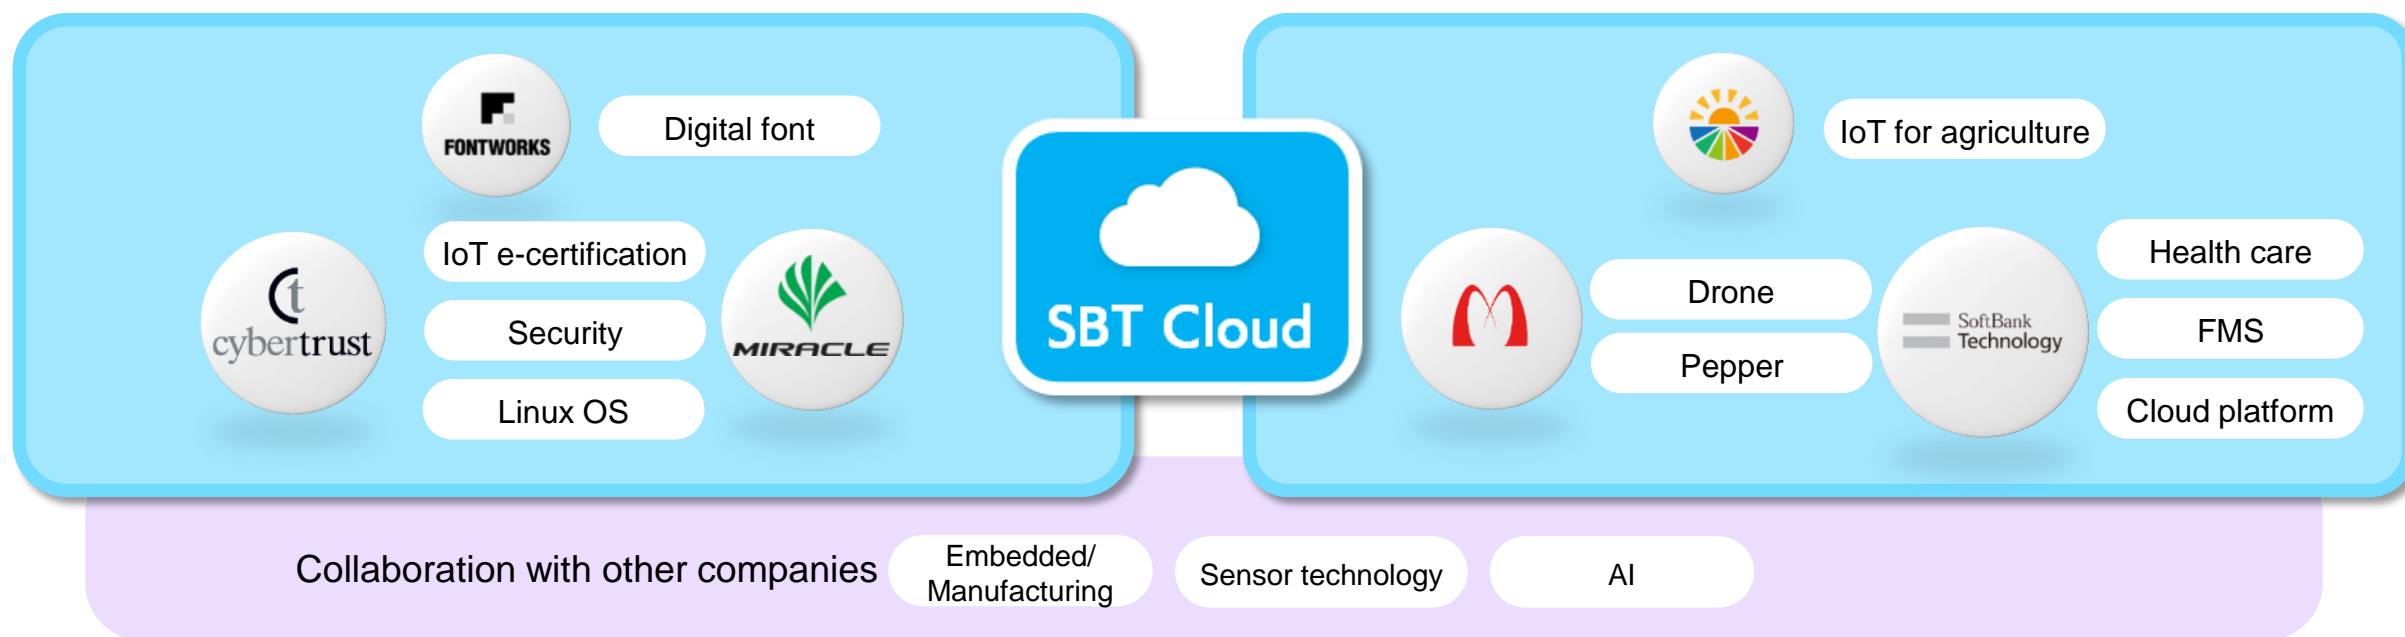 FONTWORKS
Digital font
cybertrust
IoT e-certification
Security
Linux OS
MIRACLE
SBT Cloud
IoT for agriculture
Drone
Pepper
SoftBank
Technology
Health care
FMS
Cloud platform
Collaboration with other companies
Embedded/
Manufacturing
Sensor technology
AI